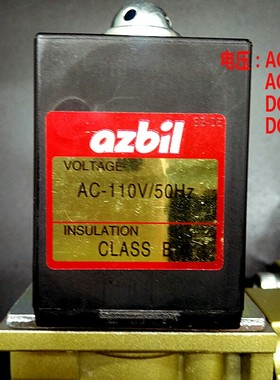 电压：AC
AC
DC
DC
azbil
VOLTAGE
AC-110V/50Hz
INSULATION
CLASS B